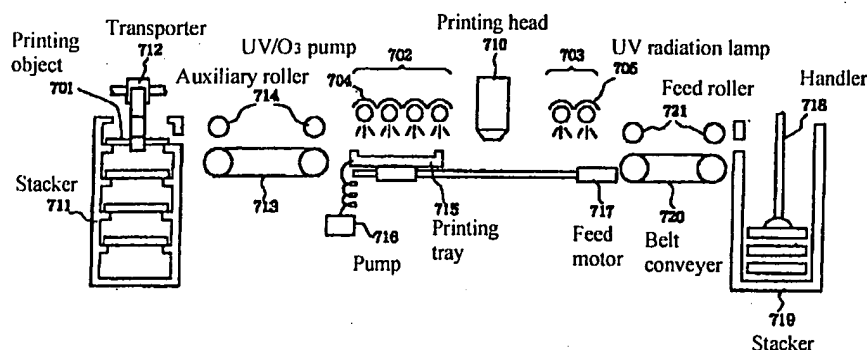 Transporter
712
Printing
object
701
UV/O3 pump
702
704
Printing head
710
703
UV radiation lamp
705
Auxiliary roller
714
Feed roller
721
Handler
718
Stacker
711
713
716
Pump
715
Printing
tray
717
Feed
motor
720
Belt
conveyer
719
Stacker